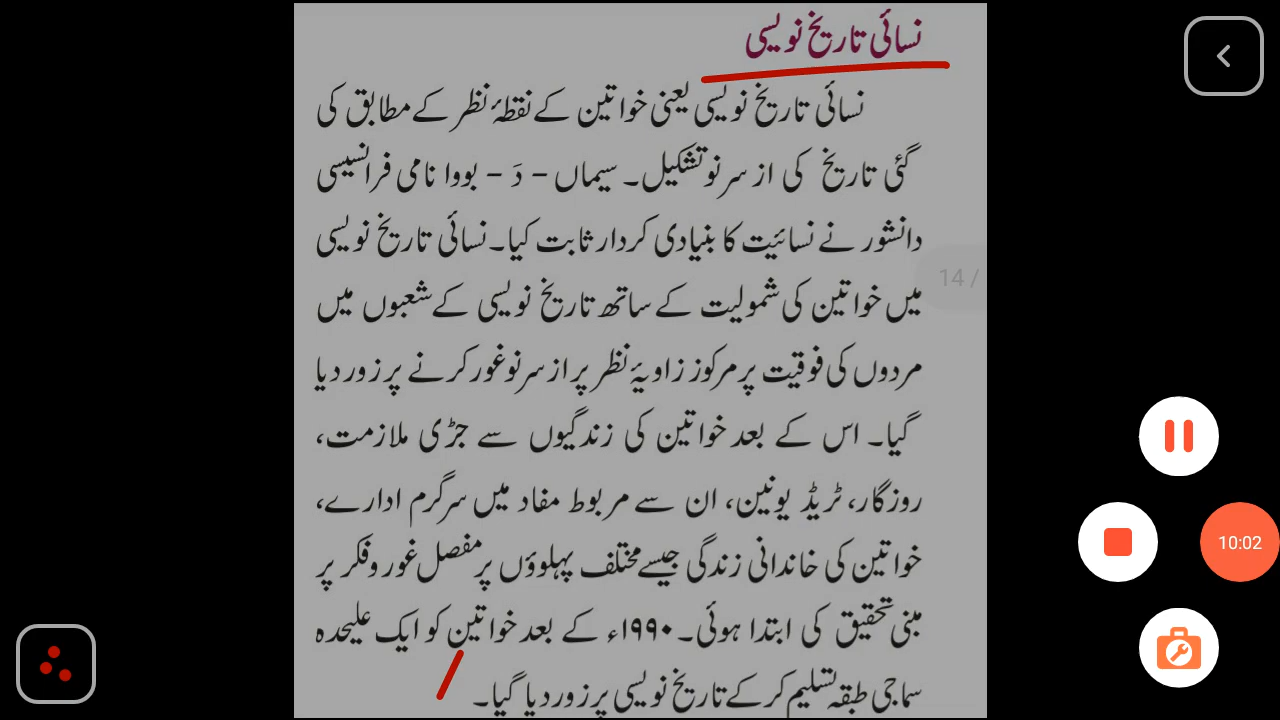 نسائی تاریخ نویسی
نسائی تاریخ نویسی یعنی خواتین کے نقطۂ نظر کے مطابق کی
گئی تاریخ کی از سرنو تشکیل۔ سیماں – دَ – بووا نامی فرانسیسی
دانشور نے نسائیت کا بنیادی کردار ثابت کیا۔ نسائی تاریخ نویسی
میں خواتین کی شمولیت کے ساتھ تاریخ نویسی کے شعبوں میں
مردوں کی فوقیت پر مرکوز زاویۂ نظر پر از سرنو غور کرنے پر زور دیا
گیا۔ اس کے بعد خواتین کی زندگیوں سے جڑی ملازمت،
روزگار، ٹریڈ یونین، ان سے مربوط مفاد میں سرگرم ادارے،
خواتین کی خاندانی زندگی جیسے مختلف پہلوؤں پر مفصل غور و فکر پر
مبنی تحقیق کی ابتدا ہوئی۔ ۱۹۹۰ء کے بعد خواتین کو ایک علیحدہ
سماجی طبقہ تسلیم کرکے تاریخ نویسی پر زور دیا گیا۔
14 /
10:02